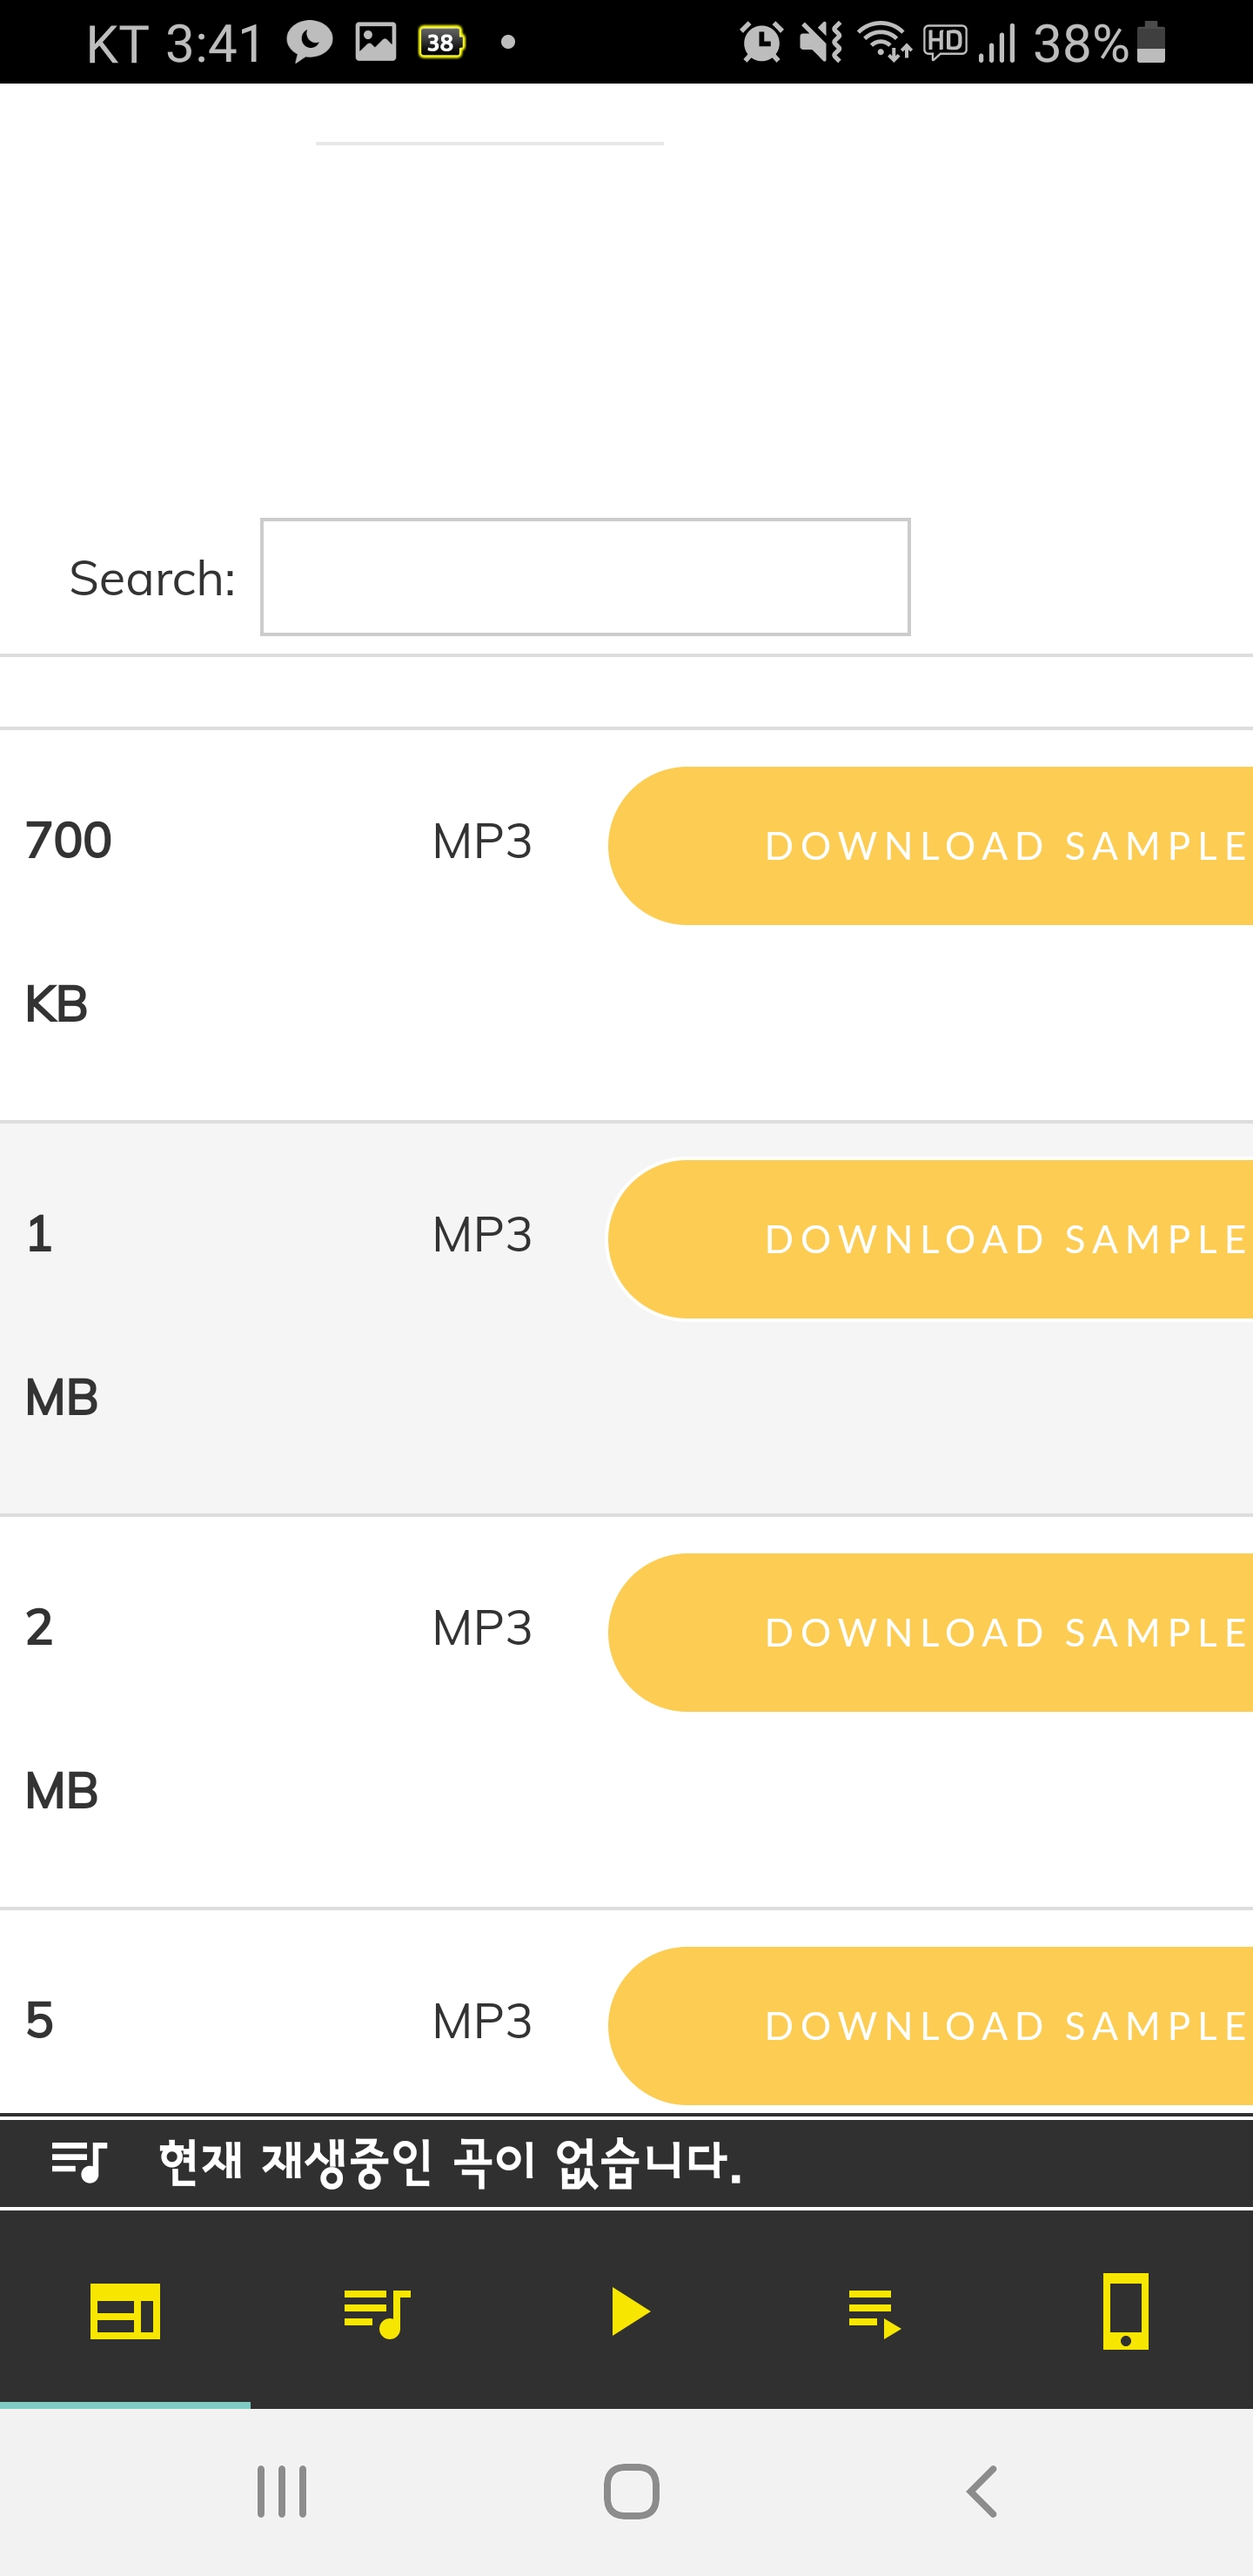 KT 3:41 38 HD 38%
Search:
700 MP3 DOWNLOAD SAMPLE
KB
1 MP3 DOWNLOAD SAMPLE
MB
2 MP3 DOWNLOAD SAMPLE
MB
5 MP3 DOWNLOAD SAMPLE
현재 재생중인 곡이 없습니다.